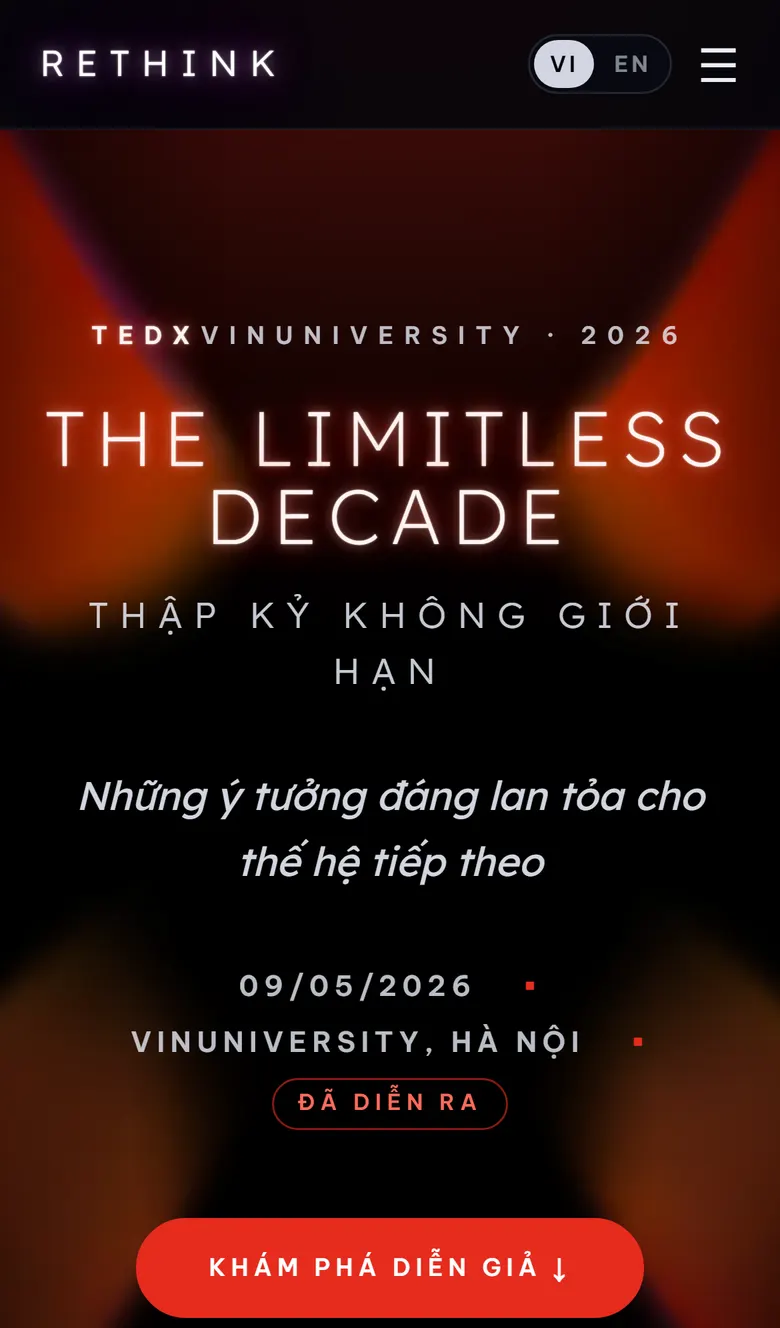 RETHINK
VI EN
TEDXVINUNIVERSITY · 2026
THE LIMITLESS
DECADE
THẬP KỶ KHÔNG GIỚI
HẠN
Những ý tưởng đáng lan tỏa cho
thế hệ tiếp theo
09/05/2026
VINUNIVERSITY, HÀ NỘI
ĐÃ DIỄN RA
KHÁM PHÁ DIỄN GIẢ ↓